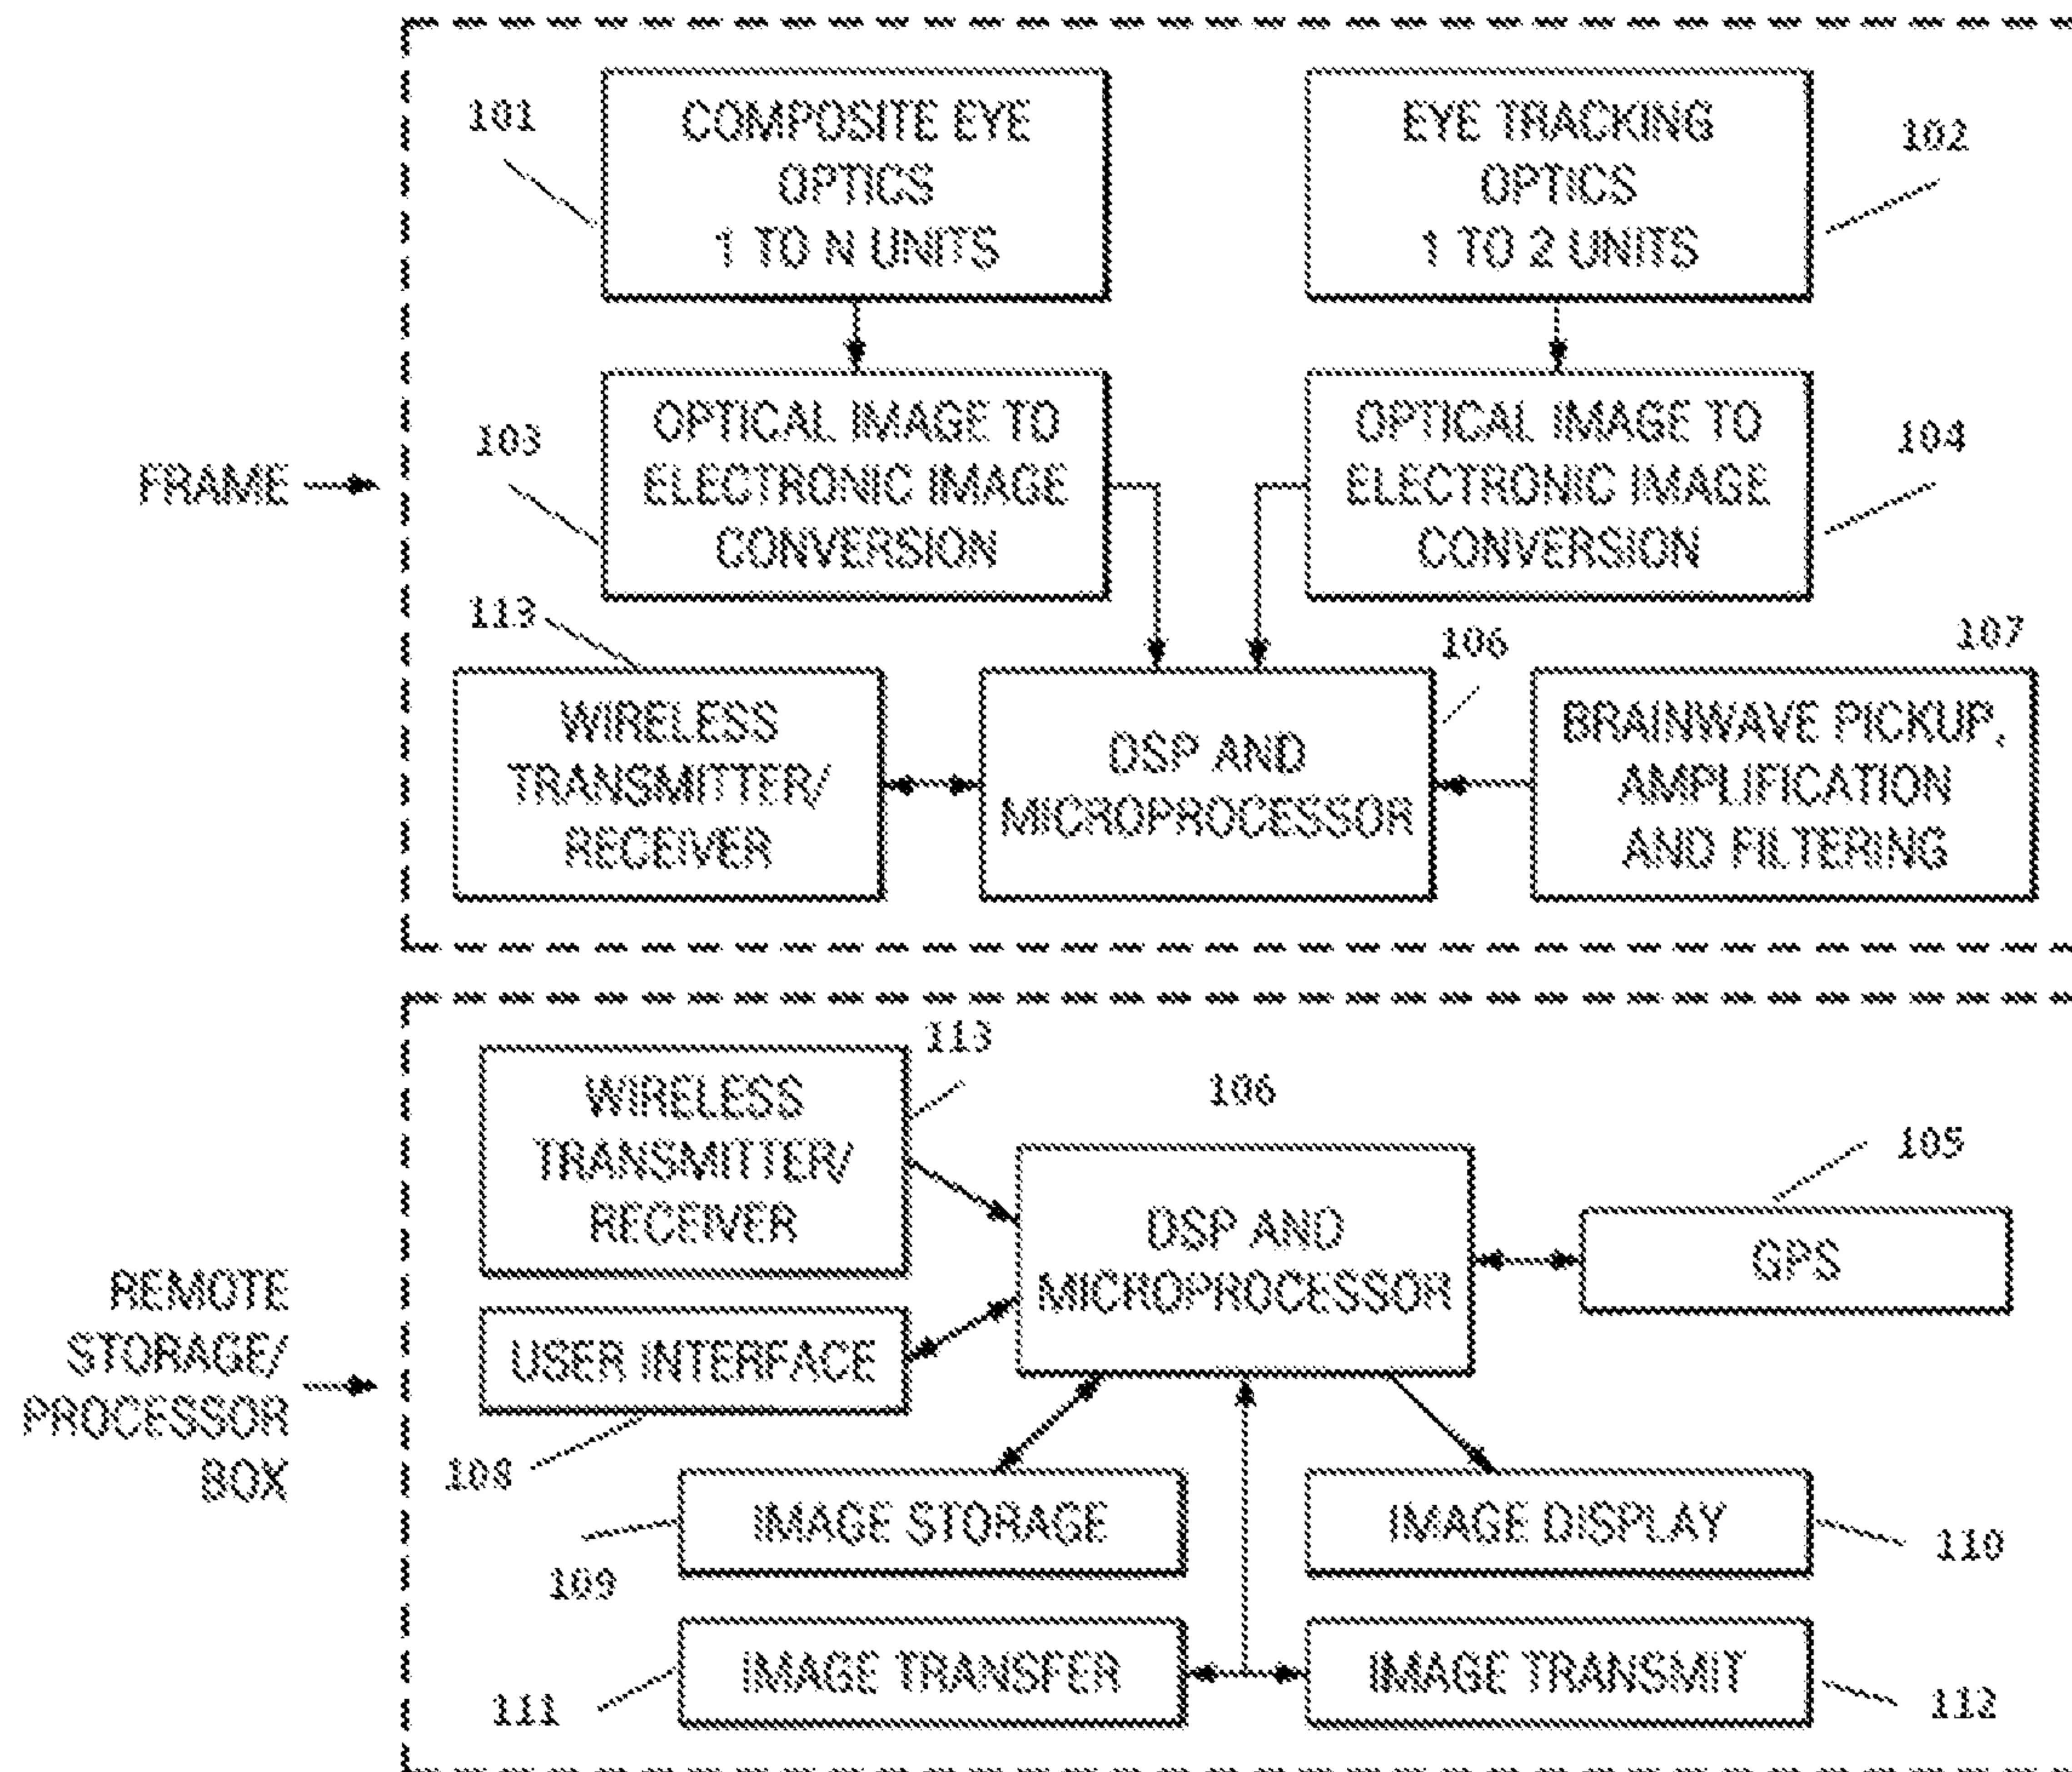 101
COMPOSITE EYE
OPTICS
1 TO N UNITS
EYE TRACKING
OPTICS
1 TO 2 UNITS
102
FRAME
103
OPTICAL IMAGE TO
ELECTRONIC IMAGE
CONVERSION
OPTICAL IMAGE TO
ELECTRONIC IMAGE
CONVERSION
104
113
WIRELESS
TRANSMITTER/
RECEIVER
DSP AND
MICROPROCESSOR
106
107
BRAINWAVE PICKUP,
AMPLIFICATION
AND FILTERING
REMOTE
STORAGE/
PROCESSOR
BOX
WIRELESS
TRANSMITTER/
RECEIVER
113
106
DSP AND
MICROPROCESSOR
105
GPS
USER INTERFACE
108
IMAGE STORAGE
109
IMAGE DISPLAY
110
IMAGE TRANSFER
111
IMAGE TRANSMIT
112